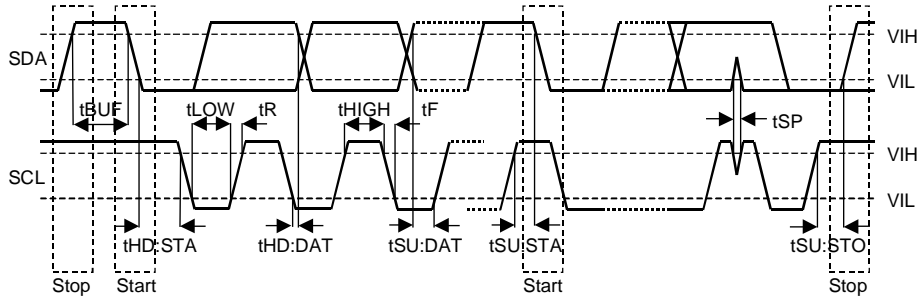 SDA
VIH
VIL
tBUF
tLOW
tR
tHIGH
tF
tSP
SCL
VIH
VIL
tHD:STA
tHD:DAT
tSU:DAT
tSU:STA
tSU:STO
Stop
Start
Start
Stop